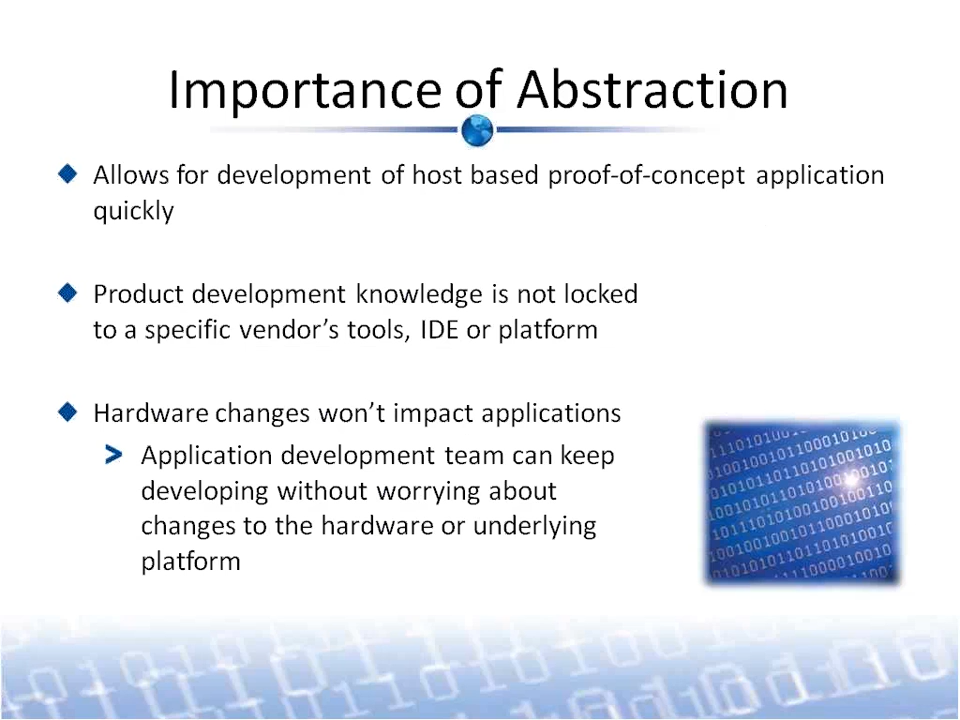 Importance of Abstraction
Allows for development of host based proof-of-concept application
quickly
Product development knowledge is not locked
to a specific vendor's tools, IDE or platform
Hardware changes won't impact applications
Application development team can keep
developing without worrying about
changes to the hardware or underlying
platform